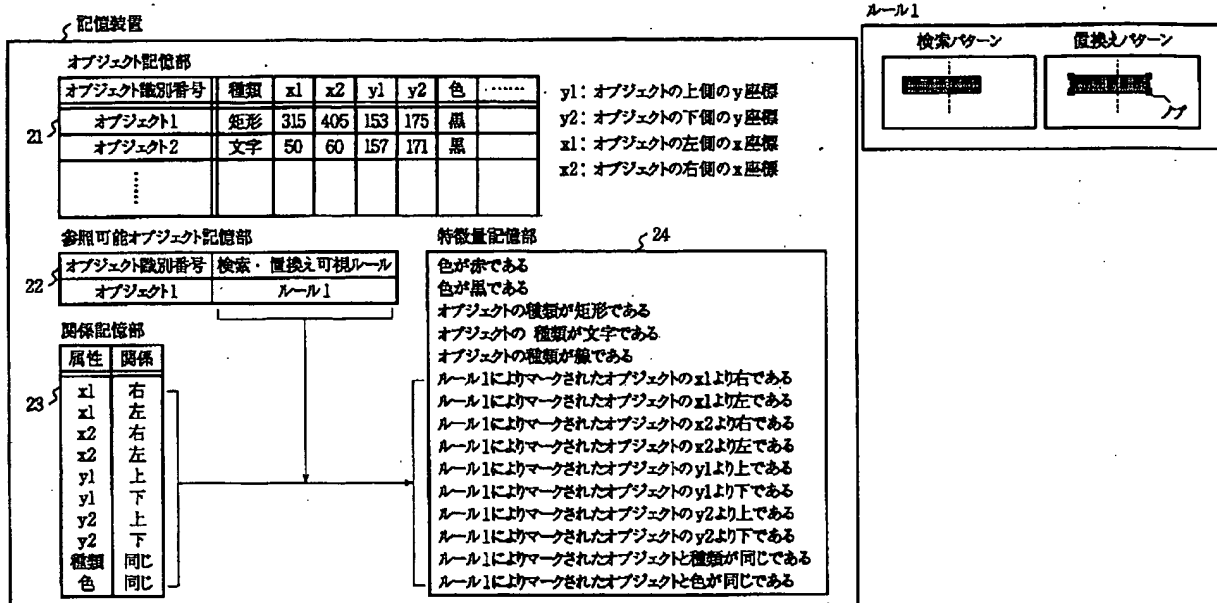 記憶装置
オブジェクト記憶部
オブジェクト識別番号 種類 x1 x2 y1 y2 色 ……
21 オブジェクト1 矩形 315 405 153 175 黒
オブジェクト2 文字 50 60 157 171 黒
y1: オブジェクトの上側のy座標
y2: オブジェクトの下側のy座標
x1: オブジェクトの左側のx座標
x2: オブジェクトの右側のx座標
参照可能オブジェクト記憶部
オブジェクト識別番号 検索・置換え可視ルール
22 オブジェクト1 ルール1
関係記憶部
属性 関係
23
x1 右
x1 左
x2 右
x2 左
y1 上
y1 下
y2 上
y2 下
種類 同じ
色 同じ
特徴量記憶部 24
色が赤である
色が黒である
オブジェクトの種類が矩形である
オブジェクトの 種類が文字である
オブジェクトの種類が線である
ルール1によりマークされたオブジェクトのx1より右である
ルール1によりマークされたオブジェクトのx1より左である
ルール1によりマークされたオブジェクトのx2より右である
ルール1によりマークされたオブジェクトのx2より左である
ルール1によりマークされたオブジェクトのy1より上である
ルール1によりマークされたオブジェクトのy1より下である
ルール1によりマークされたオブジェクトのy2より上である
ルール1によりマークされたオブジェクトのy2より下である
ルール1によりマークされたオブジェクトと種類が同じである
ルール1によりマークされたオブジェクトと色が同じである
ルール1
検索パターン 置換えパターン
ノブ